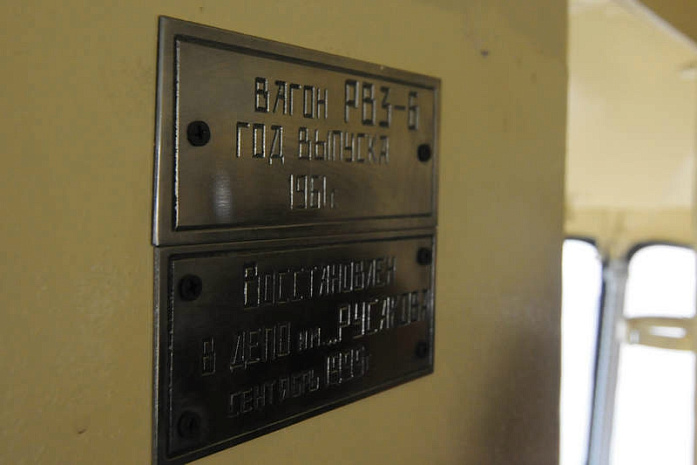 ВАГОН РВЗ-6
ГОД ВЫПУСКА
1961г
ВОССТАНОВЛЕН
В ДЕПО им... РУСАКОВА
СЕНТЯБРЬ 1999г